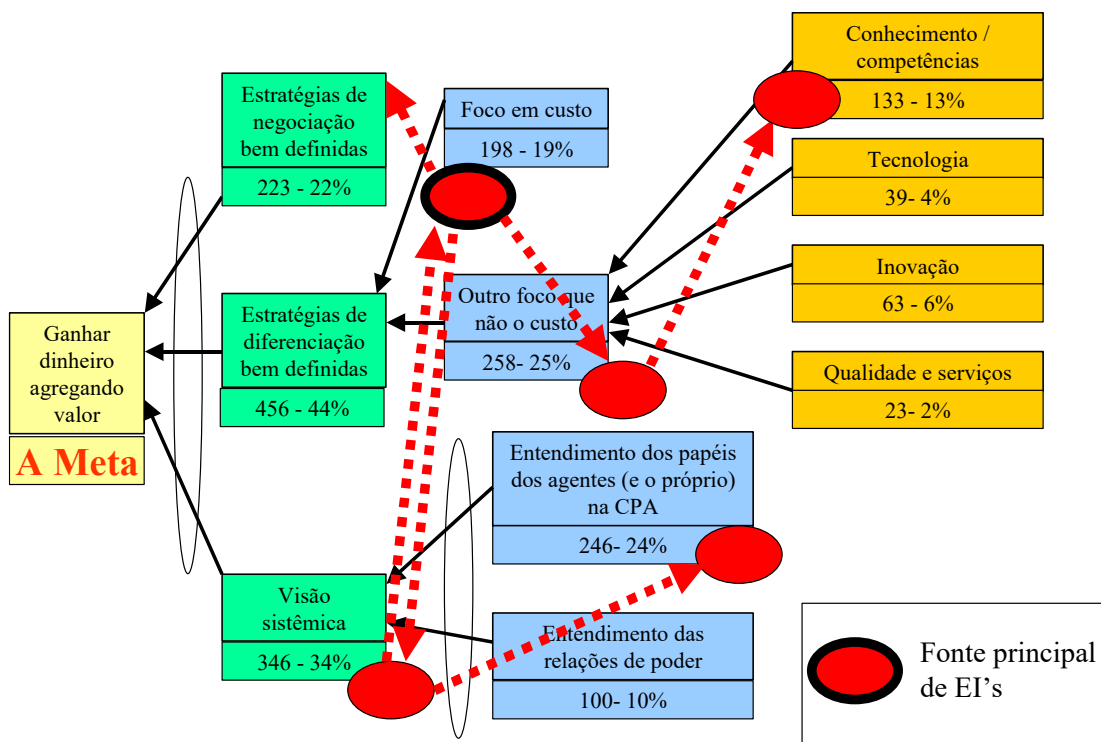 Estratégias de
negociação
bem definidas
223 - 22%
Foco em custo
198 - 19%
Conhecimento /
competências
133 - 13%
Tecnologia
39- 4%
Inovação
63 - 6%
Qualidade e serviços
23- 2%
Ganhar
dinheiro
agregando
valor
A Meta
Estratégias de
diferenciação
bem definidas
456 - 44%
Outro foco que
não o custo
258- 25%
Entendimento dos papéis
dos agentes (e o próprio)
na CPA
246- 24%
Visão
sistêmica
346 - 34%
Entendimento das
relações de poder
100- 10%
Fonte principal
de EI's